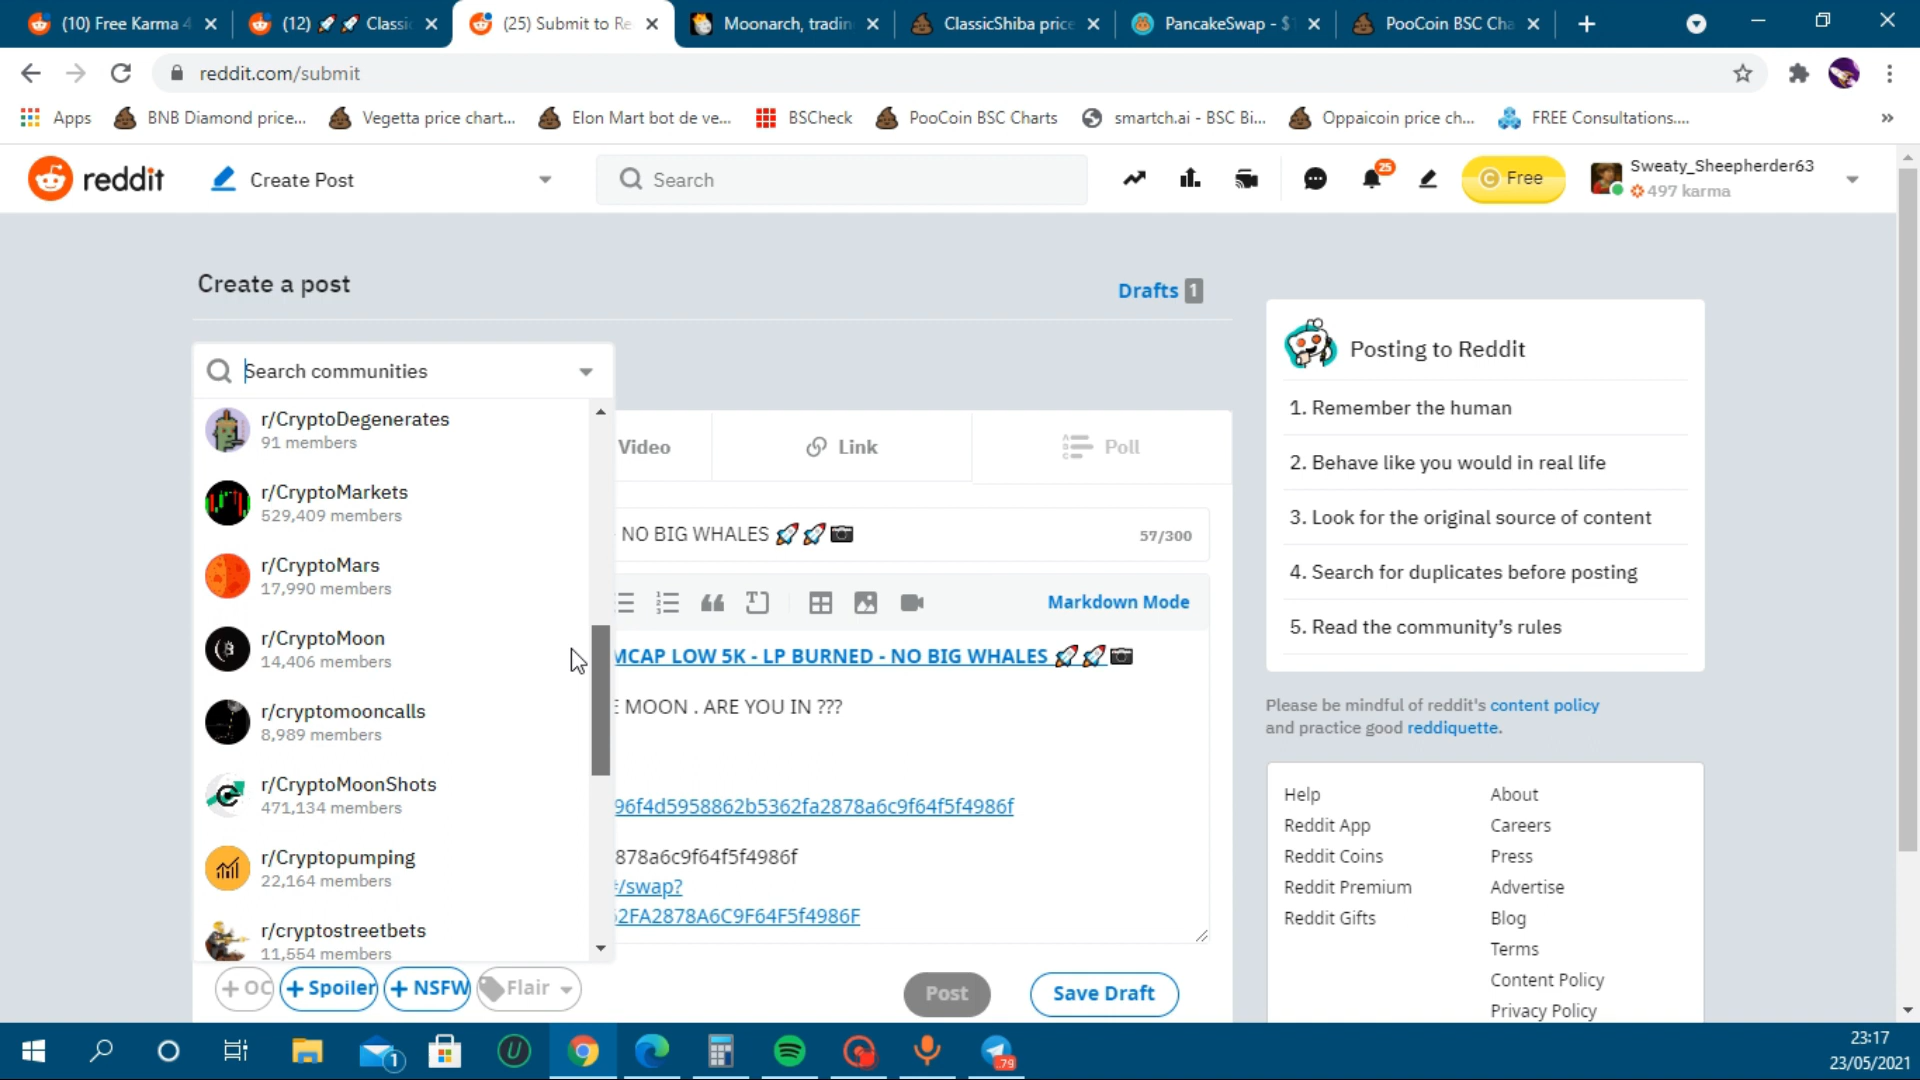 (10) Free Karma 4
(12) 🚀 🚀 Classic
(25) Submit to Re
Moonarch, tradin
ClassicShiba price
PancakeSwap - $1
PooCoin BSC Cha
reddit.com/submit
Apps
BNB Diamond price...
Vegetta price chart...
Elon Mart bot de ve...
BSCheck
PooCoin BSC Charts
smartch.ai - BSC Bi...
Oppaicoin price ch...
FREE Consultations....
»
reddit
Create Post
Search
25
Free
Sweaty_Sheepherder63
497 karma
Create a post
Drafts 1
Search communities
r/CryptoDegenerates
91 members
r/CryptoMarkets
529,409 members
r/CryptoMars
17,990 members
r/CryptoMoon
14,406 members
r/cryptomooncalls
8,989 members
r/CryptoMoonShots
471,134 members
r/Cryptopumping
22,164 members
r/cryptostreetbets
11,554 members
Video
Link
Poll
NO BIG WHALES 🚀🚀📷
57/300
Markdown Mode
MCAP LOW 5K - LP BURNED - NO BIG WHALES 🚀🚀📷
E MOON . ARE YOU IN ???
96f4d5958862b5362fa2878a6c9f64f5f4986f
878a6c9f64f5f4986f
#/swap?
62FA2878A6C9F64F5f4986F
+ OC
+ Spoiler
+ NSFW
Flair
Post
Save Draft
Posting to Reddit
1. Remember the human
2. Behave like you would in real life
3. Look for the original source of content
4. Search for duplicates before posting
5. Read the community's rules
Please be mindful of reddit's content policy
and practice good reddiquette.
Help
About
Reddit App
Careers
Reddit Coins
Press
Reddit Premium
Advertise
Reddit Gifts
Blog
Terms
Content Policy
Privacy Policy
1
79
23:17
23/05/2021